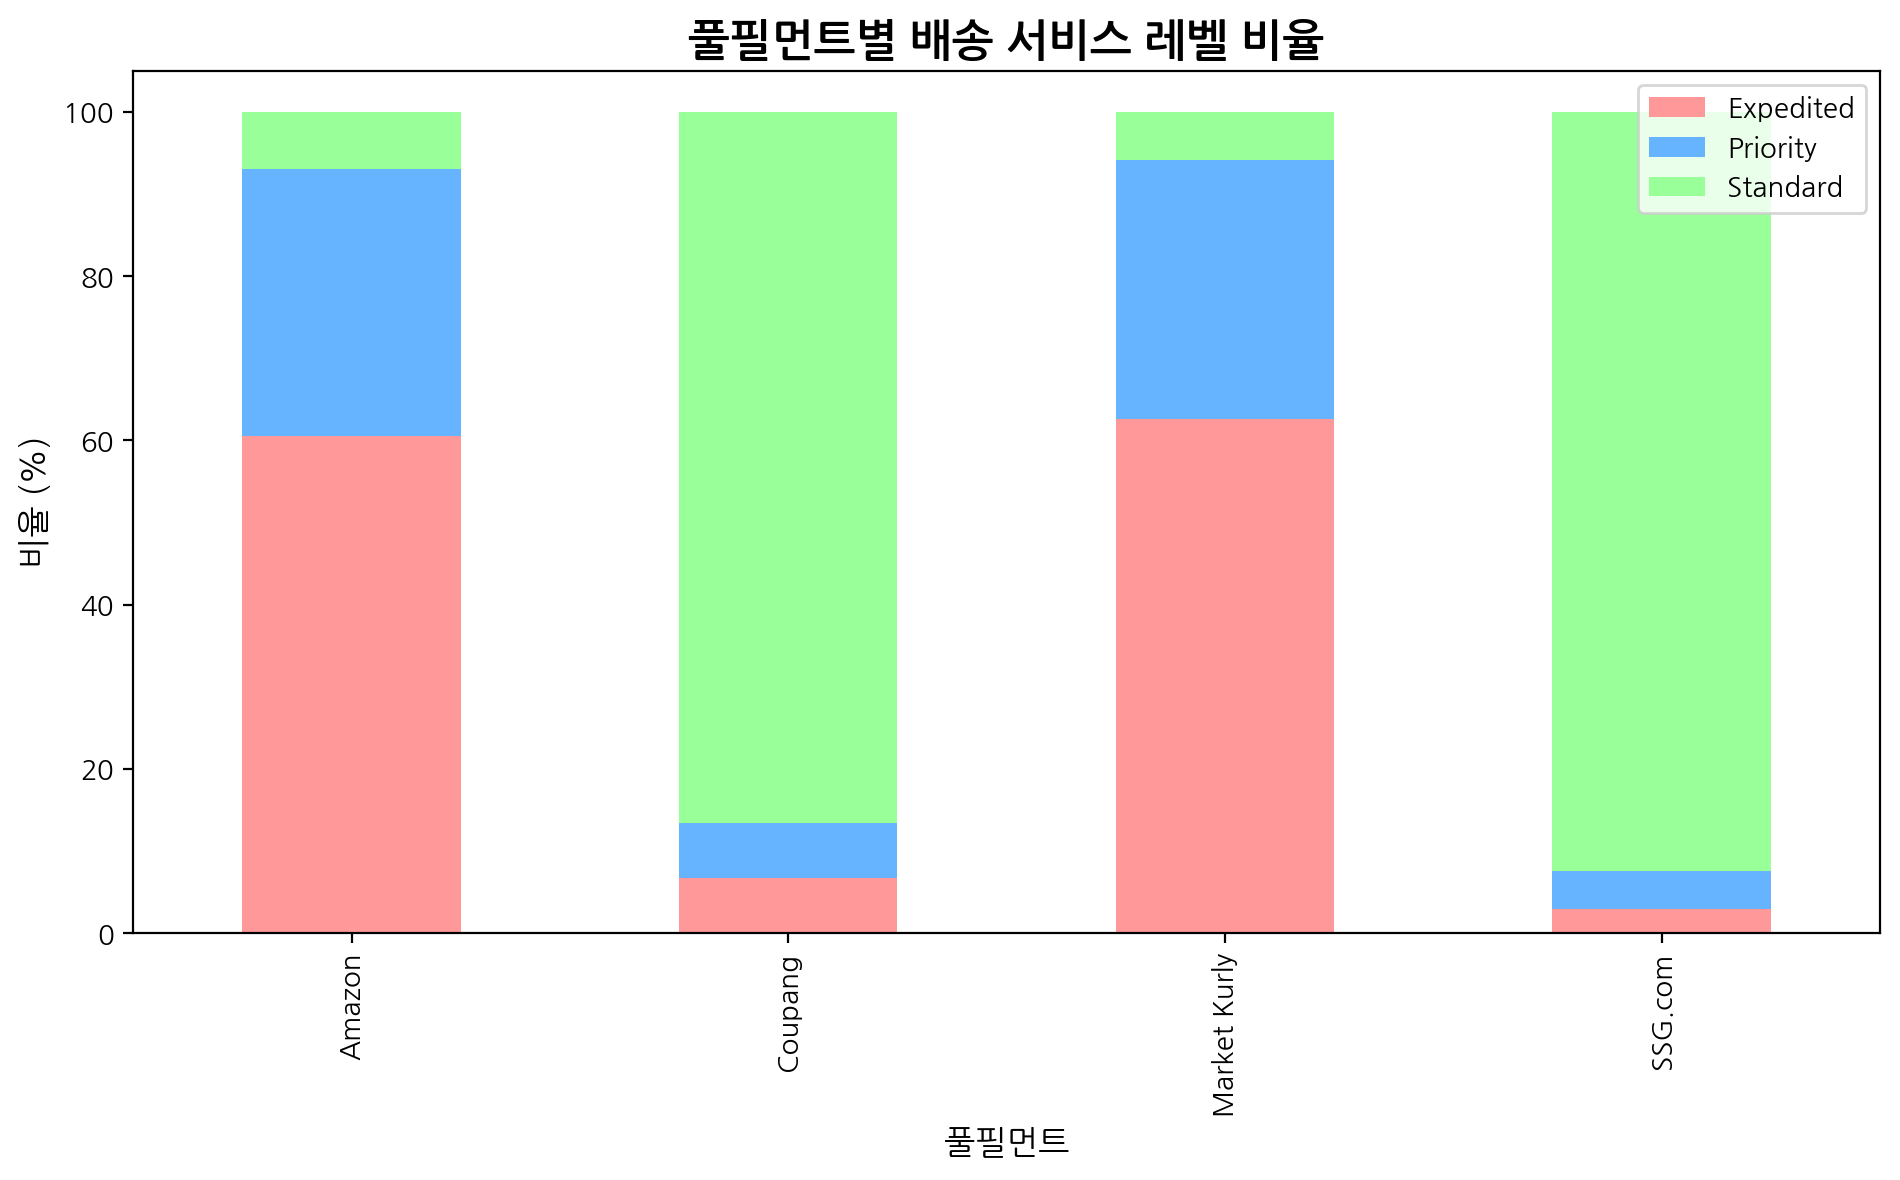 풀필먼트별 배송 서비스 레벨 비율
Expedited
Priority
Standard
비율 (%)
100
80
60
40
20
0
Amazon
Coupang
Market Kurly
SSG.com
풀필먼트